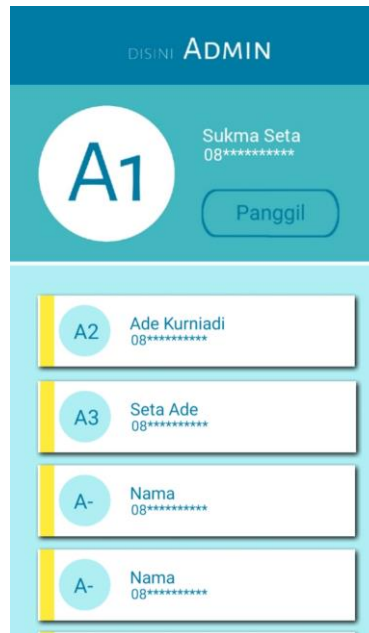 DISINI ADMIN
A1
Sukma Seta
08**********
Panggil
A2
Ade Kurniadi
08**********
A3
Seta Ade
08**********
A-
Nama
08**********
A-
Nama
08**********